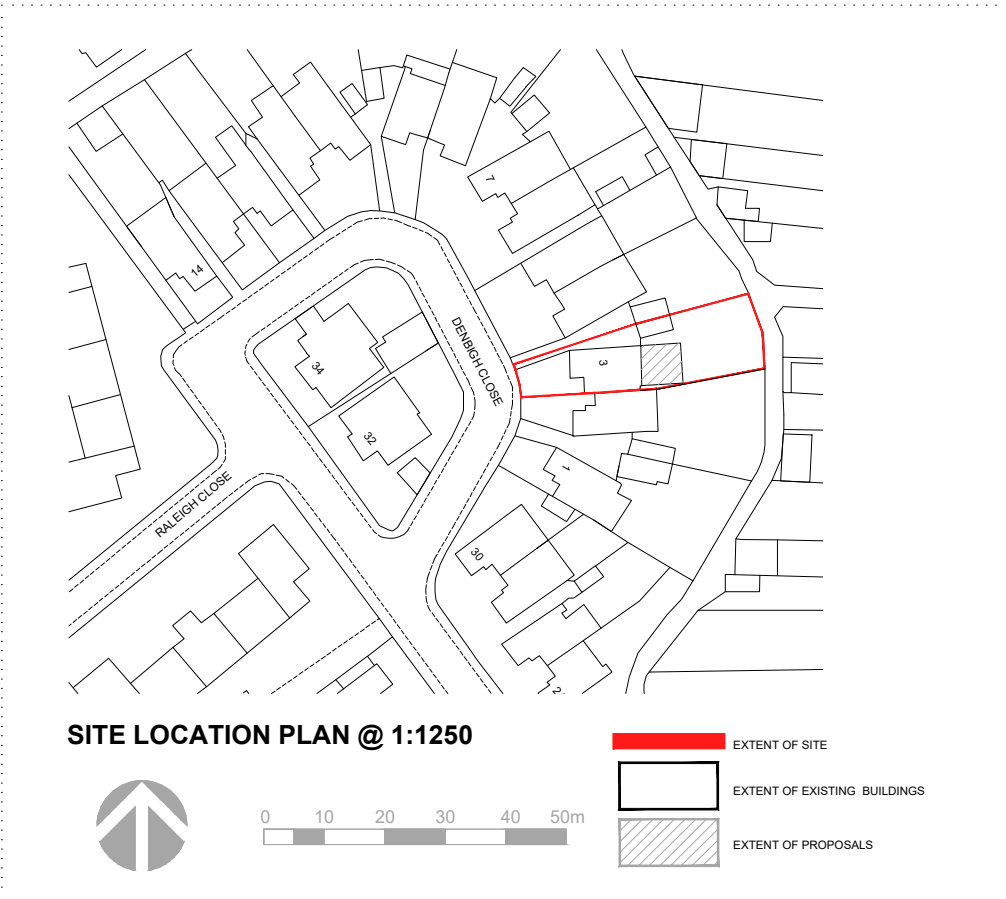 7
14
DENBIGH CLOSE
3
34
32
1
RALEIGH CLOSE
30
SITE LOCATION PLAN @ 1:1250
EXTENT OF SITE
EXTENT OF EXISTING BUILDINGS
0 10 20 30 40 50m
EXTENT OF PROPOSALS